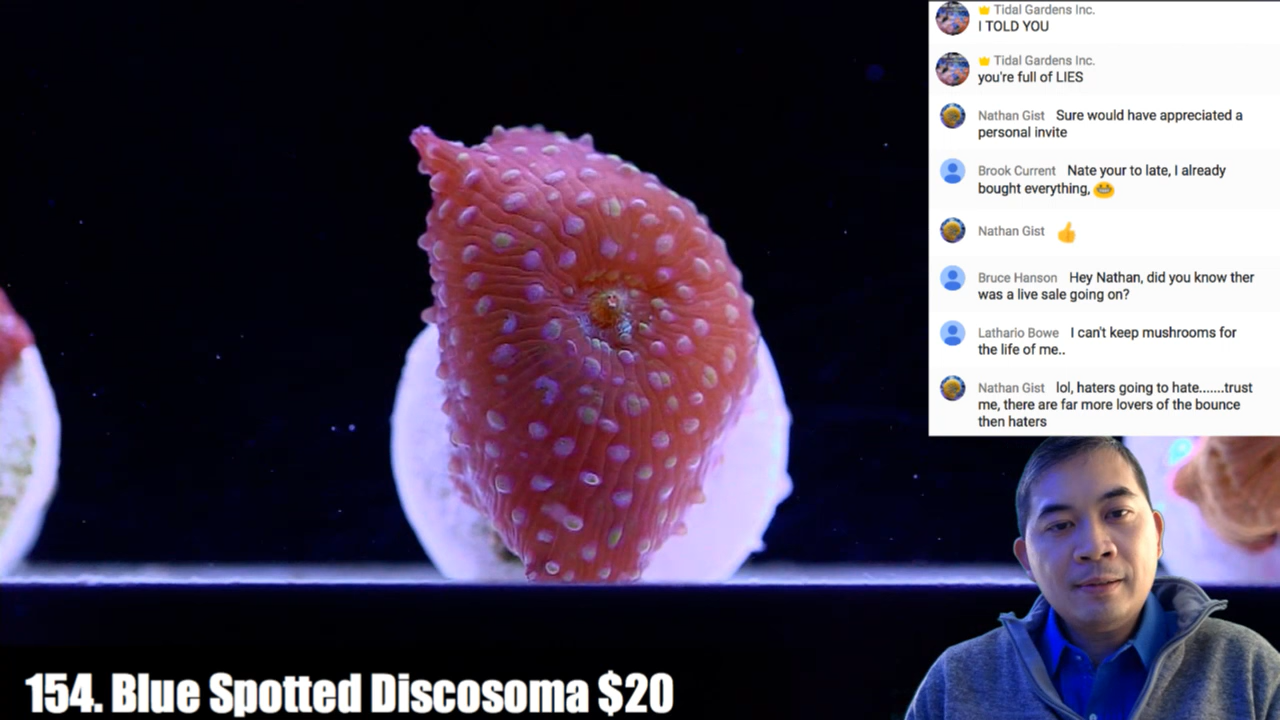 Tidal Gardens Inc.
I TOLD YOU
Tidal Gardens Inc.
you're full of LIES
Nathan Gist Sure would have appreciated a
personal invite
Brook Current Nate your to late, I already
bought everything, 😁
Nathan Gist 👍
Bruce Hanson Hey Nathan, did you know ther
was a live sale going on?
Lathario Bowe I can't keep mushrooms for
the life of me..
Nathan Gist lol, haters going to hate.......trust
me, there are far more lovers of the bounce
then haters
154. Blue Spotted Discosoma $20